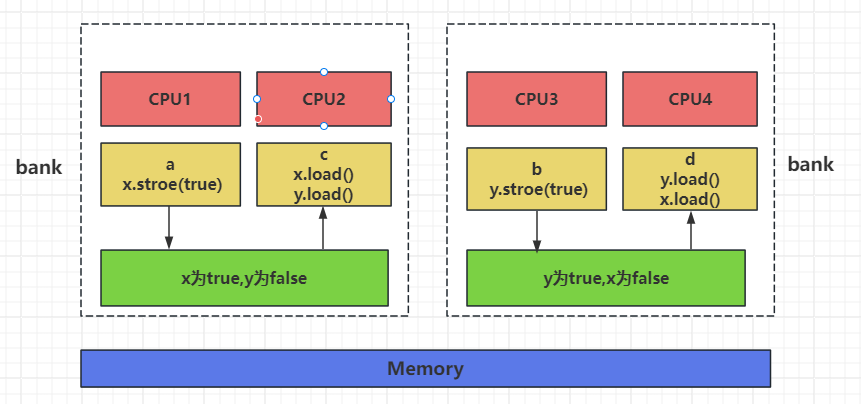 CPU1
CPU2
CPU3
CPU4
bank
a
x.stroe(true)
c
x.load()
y.load()
b
y.stroe(true)
d
y.load()
x.load()
bank
x为true,y为false
y为true,x为false
Memory